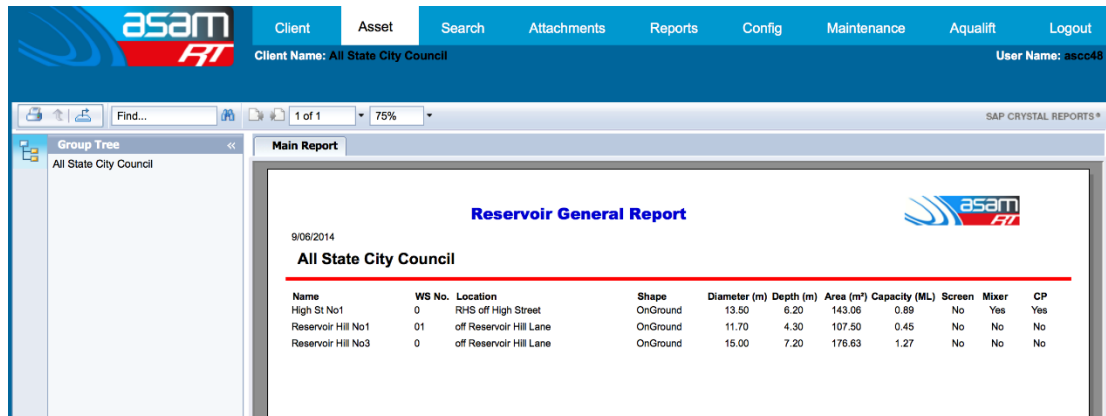 asam RT
Client Asset Search Attachments Reports Config Maintenance Aqualift Logout
Client Name: All State City Council User Name: ascc48
Find... 1 of 1 75% SAP CRYSTAL REPORTS®
Group Tree «
All State City Council
Main Report
Reservoir General Report
asam RT
9/06/2014
All State City Council
Name WS No. Location Shape Diameter (m) Depth (m) Area (m²) Capacity (ML) Screen Mixer CP
High St No1 0 RHS off High Street OnGround 13.50 6.20 143.06 0.89 No Yes Yes
Reservoir Hill No1 01 off Reservoir Hill Lane OnGround 11.70 4.30 107.50 0.45 No No No
Reservoir Hill No3 0 off Reservoir Hill Lane OnGround 15.00 7.20 176.63 1.27 No No No